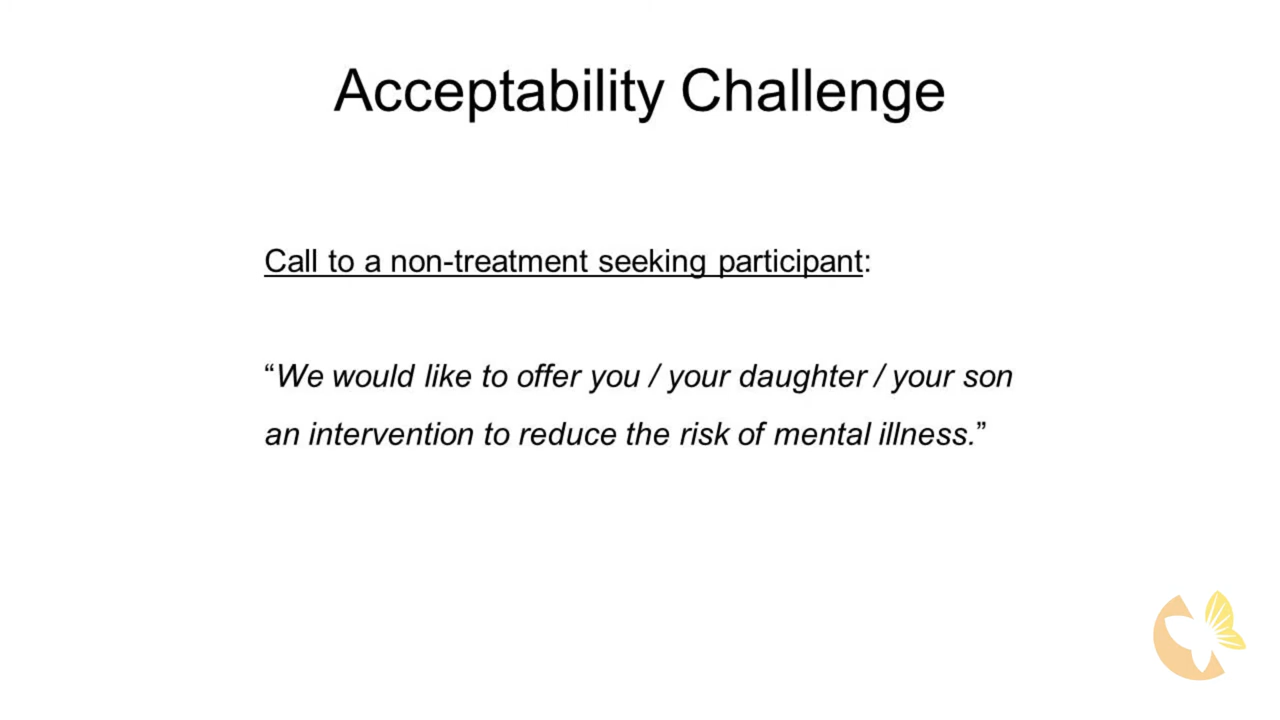 Acceptability Challenge
Call to a non-treatment seeking participant:
“We would like to offer you / your daughter / your son
an intervention to reduce the risk of mental illness.”